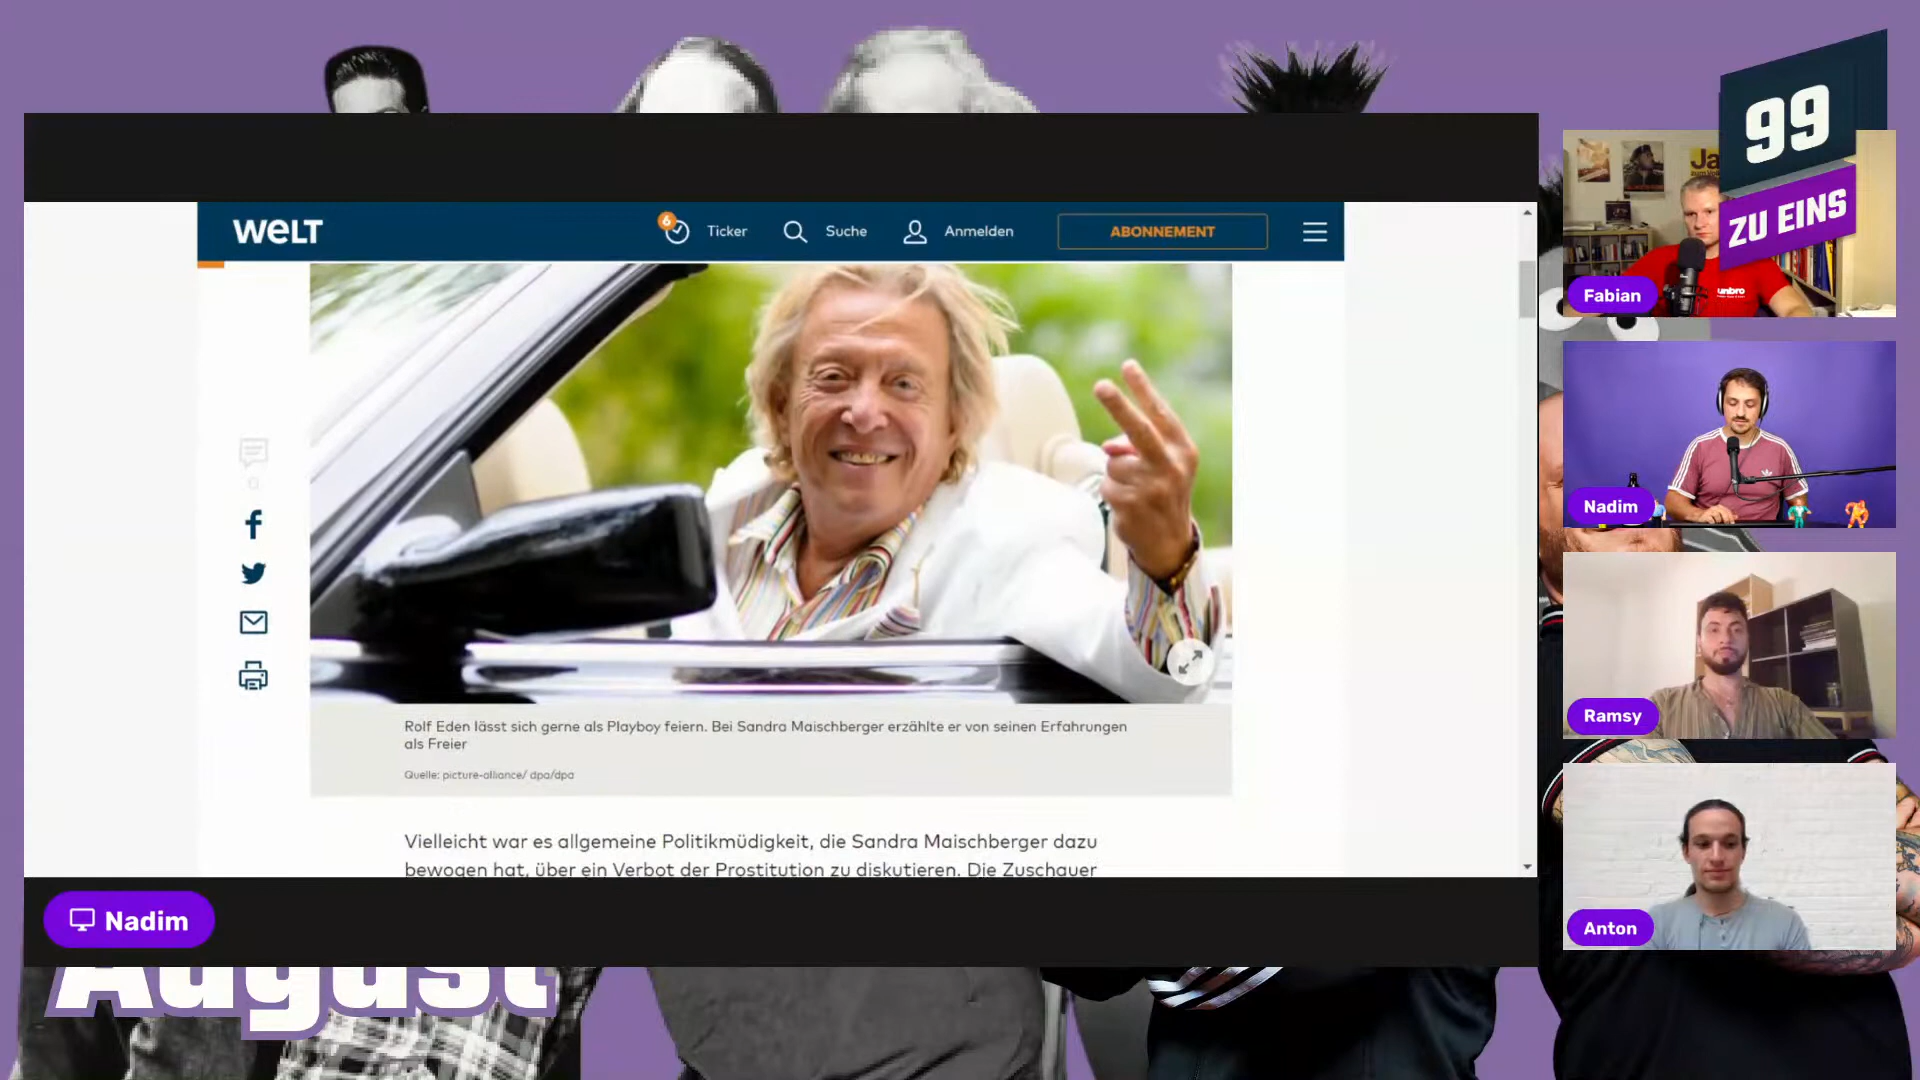 WELT
6
Ticker
Suche
Anmelden
ABONNEMENT
0
Rolf Eden lässt sich gerne als Playboy feiern. Bei Sandra Maischberger erzählte er von seinen Erfahrungen
als Freier
Quelle: picture-alliance/ dpa/dpa
Vielleicht war es allgemeine Politikmüdigkeit, die Sandra Maischberger dazu
bewogen hat, über ein Verbot der Prostitution zu diskutieren. Die Zuschauer
Nadim
August
99
ZU EINS
Ja
umbro
Fabian
Nadim
Ramsy
Anton